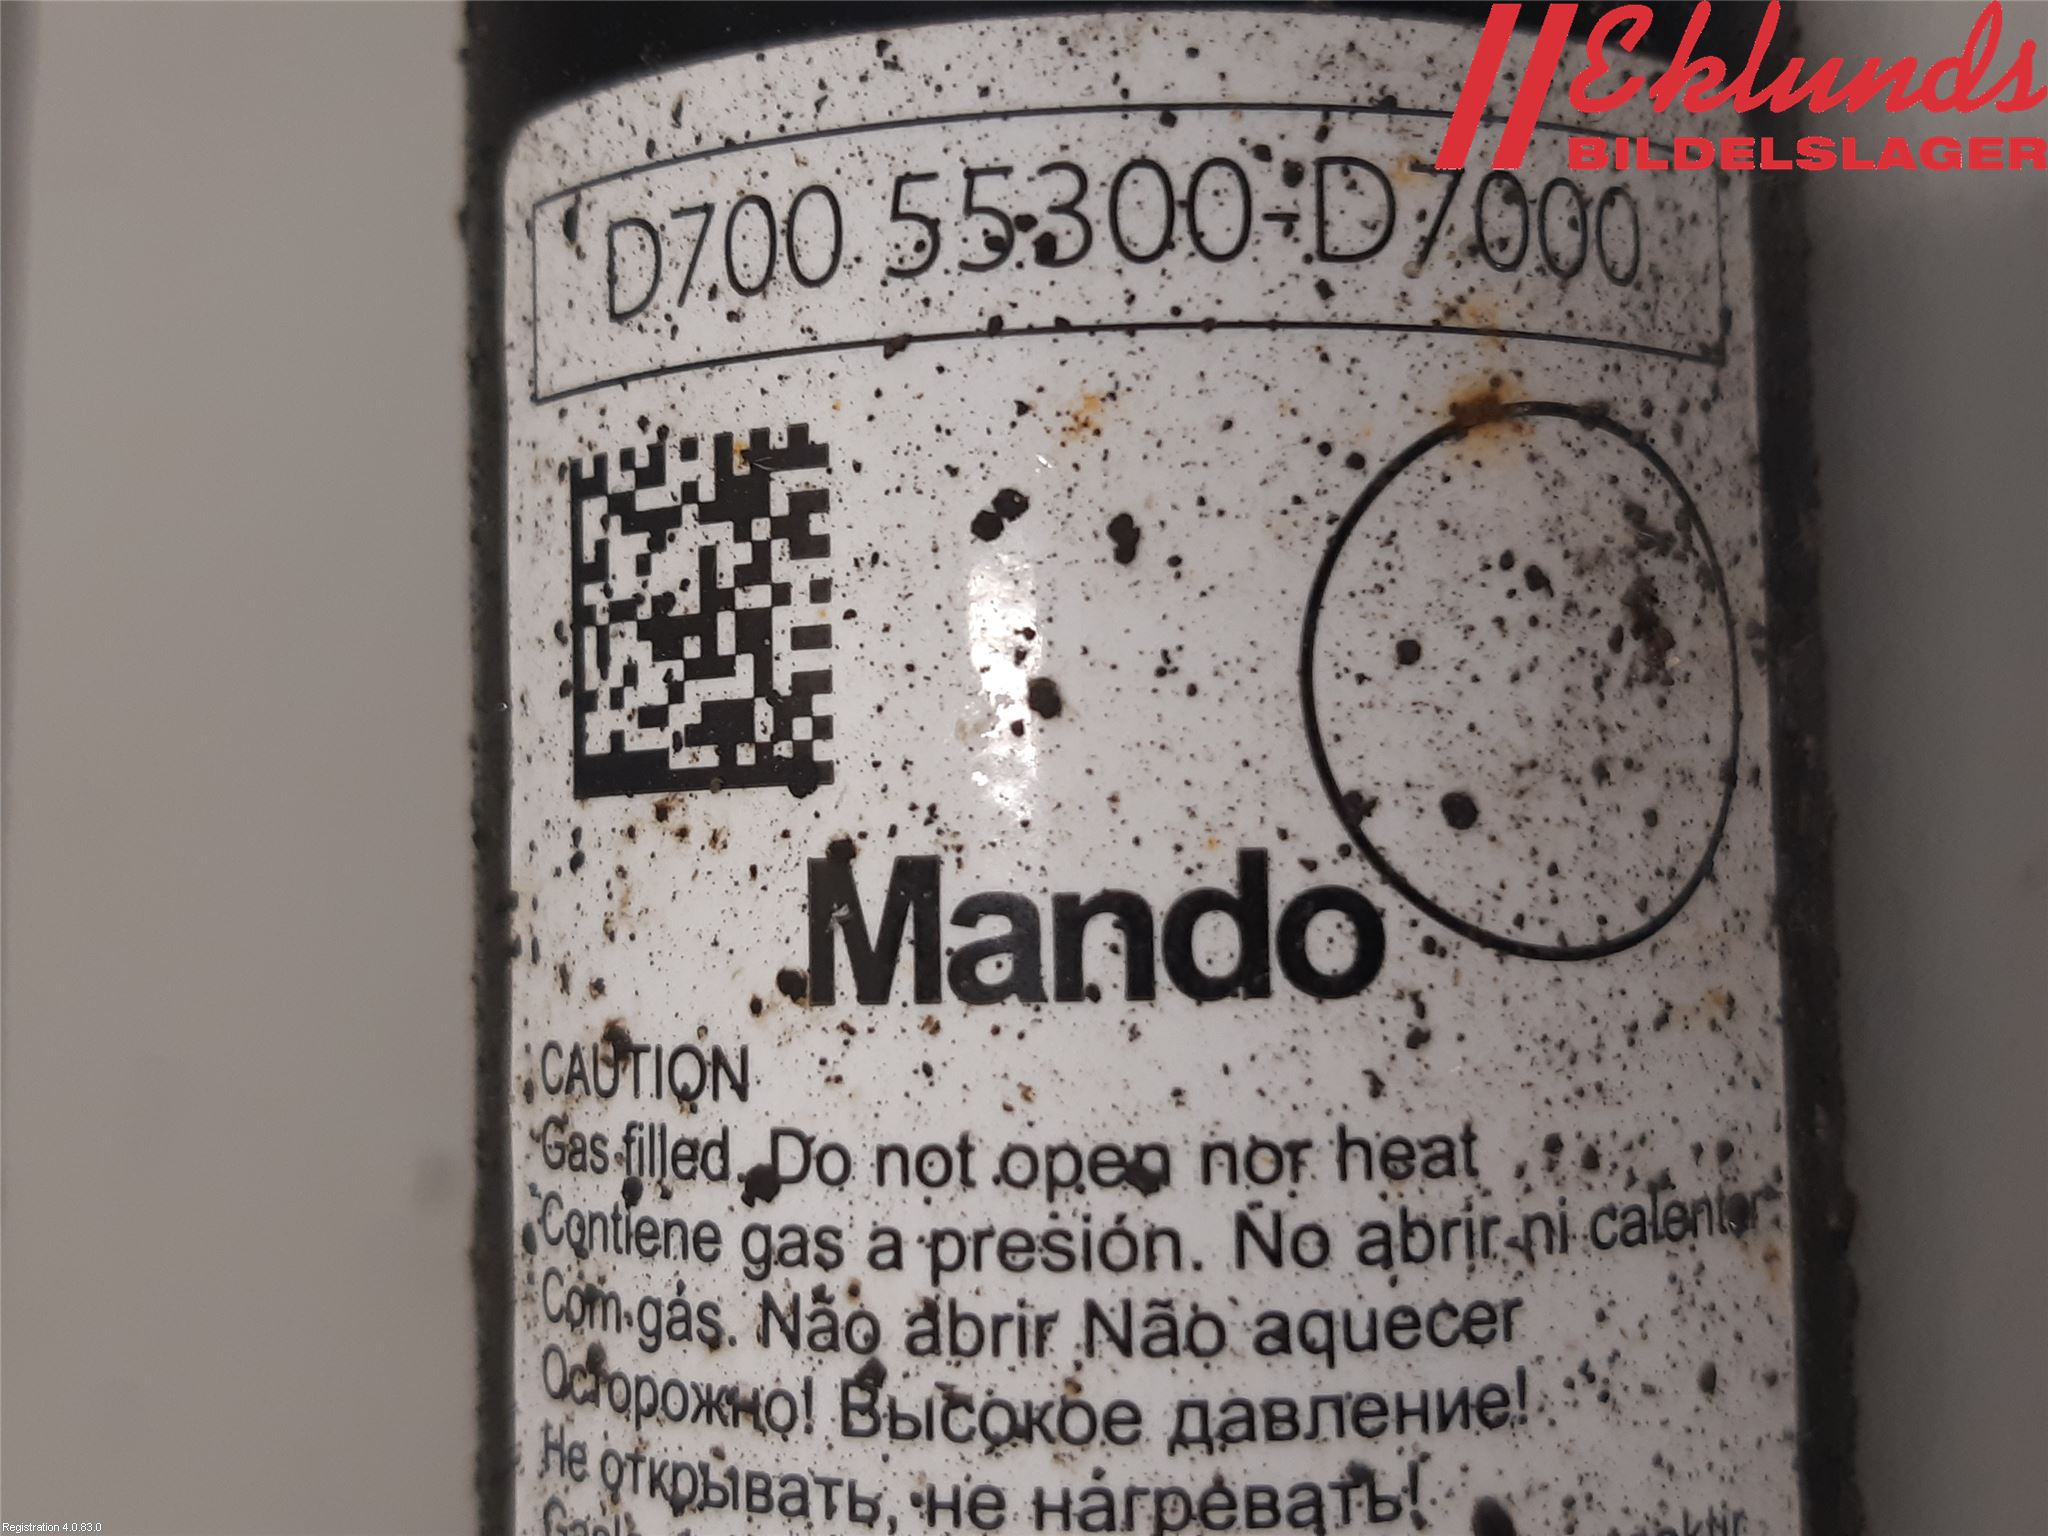 Eklunds
BILDELSLAGER
D700 55300-D7000
Mando
CAUTION
Gas filled. Do not open nor heat
Contiene gas a presión. No abrir ni calentor
Com gás. Não abrir Não aquecer
Осторожно! Высокое давление!
Не открывать, не нагревать!
Registration 4.0.83.0